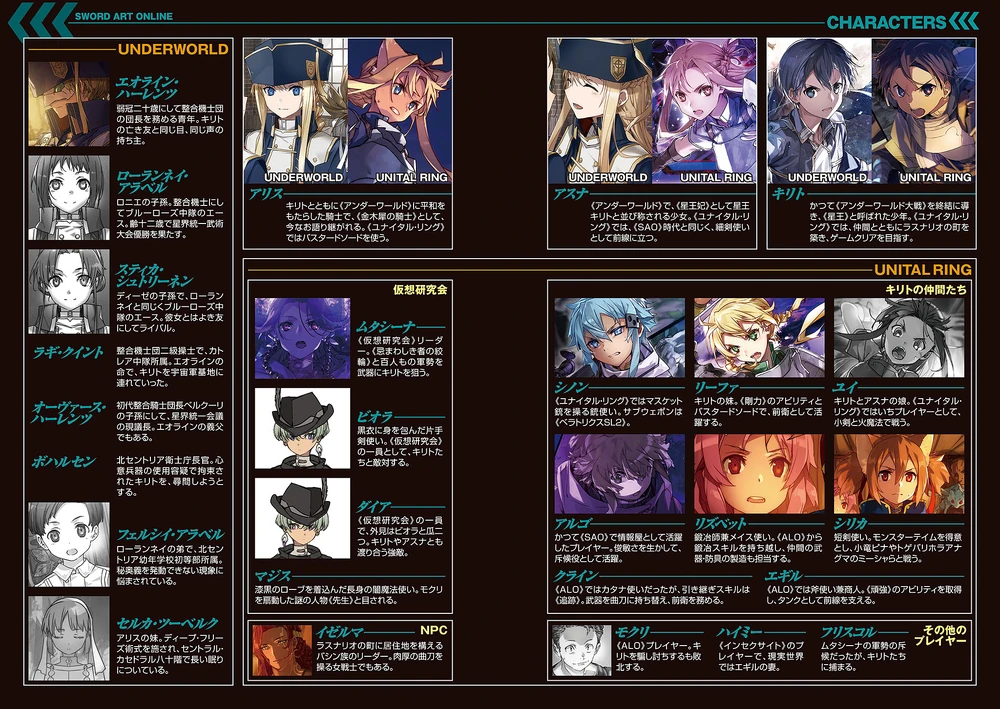 SWORD ART ONLINE
CHARACTERS
UNDERWORLD
エオライン・
ハーレンツ
弱冠二十歳にして整合機士団
の団長を務める青年。キリト
の亡き友と同じ目、同じ声の
持ち主。
ローランネイ・
アラベル
ロニエの子孫。整合機士にし
てブルーローズ中隊のエー
ス。齢十二歳で星界統一武術
大会優勝を果たす。
スティカ・
シュトリーネン
ティーゼの子孫で、ローラン
ネイと同じくブルーローズ中
隊のエース。彼女とはよき友
にしてライバル。
ラギ・クイント
整合機士団二級操士で、カト
レア中隊所属。エオラインの
命で、キリトを宇宙軍基地に
連れていった。
オーヴァース・
ハーレンツ
初代整合騎士団長ベルクーリ
の子孫にして、星界統一会議
の現議長。エオラインの義父
でもある。
ボハルセン
北セントリア衛士庁長官。心
意兵器の使用容疑で拘束さ
れたキリトを、尋問しようと
する。
フェルシイ・アラベル
ローランネイの弟で、北セン
トリア幼年学校初等部所属。
秘奥義を発動できない現象に
悩まされている。
セルカ・ツーベルク
アリスの妹。ディープ・フリー
ズ術式を施され、セントラル・
カセドラル八十階で長い眠り
についている。
UNDERWORLD
UNITAL RING
アリス
キリトとともに《アンダーワールド》に平和を
もたらした騎士で、《金木犀の騎士》として、
今なお語り継がれる。《ユナイタル・リング》
ではバスタードソードを使う。
UNDERWORLD
UNITAL RING
アスナ
《アンダーワールド》で、《星王妃》として星王
キリトと並び称される少女。《ユナイタル・リ
ング》では、《SAO》時代と同じく、細剣使い
として前線に立つ。
UNDERWORLD
UNITAL RING
キリト
かつて《アンダーワールド大戦》を終結に導
き、《星王》と呼ばれた少年。《ユナイタル・リ
ング》では、仲間とともにラスナリオの町を
築き、ゲームクリアを目指す。
UNITAL RING
仮想研究会
ムタシーナ
《仮想研究会》リーダ
ー。《忌まわしき者の絞
輪》と百人もの軍勢を
武器にキリトを狙う。
ビオラ
黒衣に身を包んだ片手
剣使い。《仮想研究会》
の一員として、キリトた
ちと敵対する。
ダイア
《仮想研究会》の一員
で、外見はビオラと瓜二
つ。キリトやアスナとも
渡り合う強敵。
マジス
漆黒のローブを着込んだ長身の闇魔法使い。モクリ
を扇動した謎の人物《先生》と目される。
NPC
イゼルマ
ラスナリオの町に居住地を構える
バシン族のリーダー。肉厚の曲刀を
操る女戦士でもある。
キリトの仲間たち
シノン
《ユナイタル・リング》ではマスケット
銃を操る銃使い。サブウェポンは
《ベラトリクスSL2》。
リーファ
キリトの妹。《剛力》のアビリティと
バスタードソードで、前衛として活
躍する。
ユイ
キリトとアスナの娘。《ユナイタル・
リング》ではいちプレイヤーとして、
小剣と火魔法で戦う。
アルゴ
かつて《SAO》で情報屋として活躍
したプレイヤー。俊敏さを生かして、
斥候役として活躍。
リズベット
鍛冶師兼メイス使い。《ALO》から
鍛冶スキルを持ち越し、仲間の武
器・防具の製造も担当する。
シリカ
短剣使い。モンスターテイムを得意
とし、小竜ピナやトゲバリホラアナ
グマのミーシャらと戦う。
クライン
《ALO》ではカタナ使いだったが、引き継ぎスキルは
《追跡》。武器を曲刀に持ち替え、前衛を務める。
エギル
《ALO》では斧使い兼商人。《頑強》のアビリティを取得
し、タンクとして前線を支える。
その他の
プレイヤー
モクリ
《ALO》プレイヤー。キ
リトを騙し討ちするも敗
北する。
ハイミー
《インセクサイト》のプ
レイヤーで、現実世界
ではエギルの妻。
フリスコル
ムタシーナの軍勢の斥
候だったが、キリトたち
に捕まる。